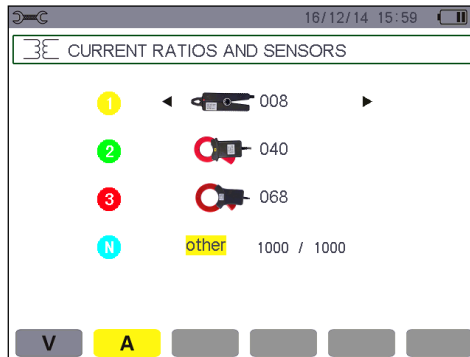 16/12/14 15:59
CURRENT RATIOS AND SENSORS
1 008
2 040
3 068
N other 1000 / 1000
V A